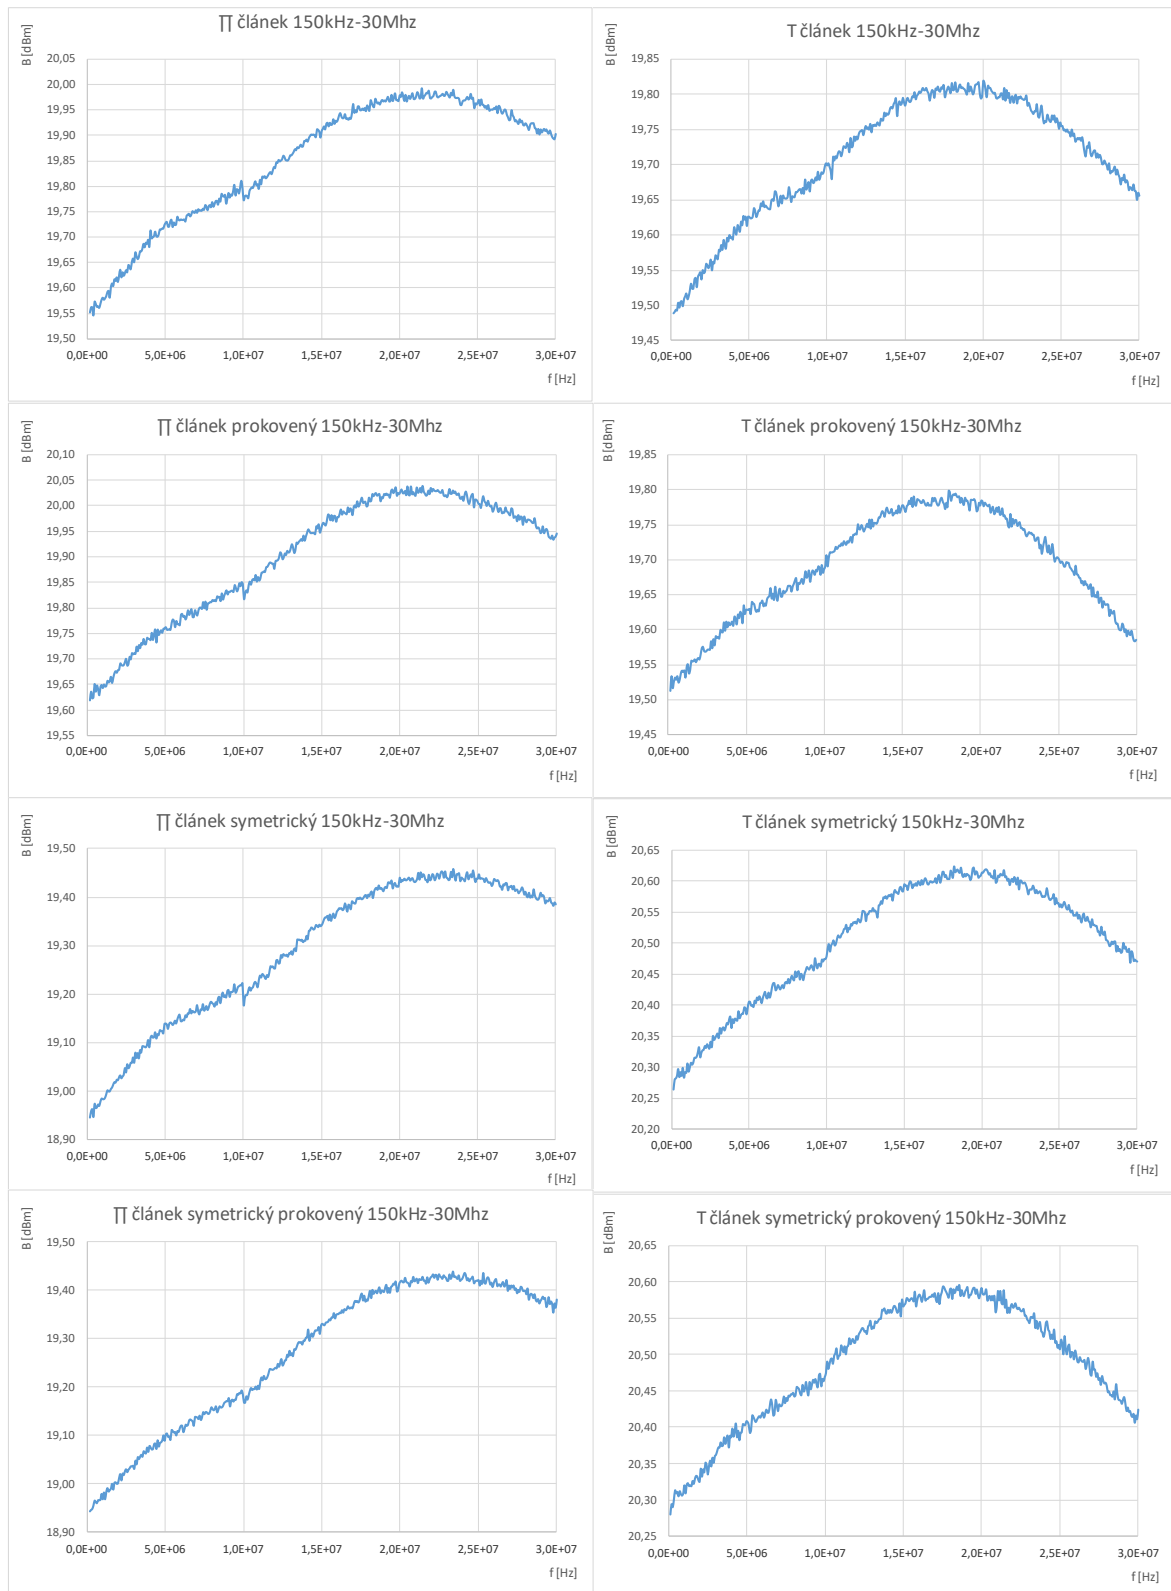 ∏ článek 150kHz-30Mhz
B [dBm]
20,05
20,00
19,95
19,90
19,85
19,80
19,75
19,70
19,65
19,60
19,55
19,50
0,0E+00 5,0E+06 1,0E+07 1,5E+07 2,0E+07 2,5E+07 3,0E+07
f [Hz]
T článek 150kHz-30Mhz
B [dBm]
19,85
19,80
19,75
19,70
19,65
19,60
19,55
19,50
19,45
0,0E+00 5,0E+06 1,0E+07 1,5E+07 2,0E+07 2,5E+07 3,0E+07
f [Hz]
∏ článek prokovený 150kHz-30Mhz
B [dBm]
20,10
20,05
20,00
19,95
19,90
19,85
19,80
19,75
19,70
19,65
19,60
19,55
0,0E+00 5,0E+06 1,0E+07 1,5E+07 2,0E+07 2,5E+07 3,0E+07
f [Hz]
T článek prokovený 150kHz-30Mhz
B [dBm]
19,85
19,80
19,75
19,70
19,65
19,60
19,55
19,50
19,45
0,0E+00 5,0E+06 1,0E+07 1,5E+07 2,0E+07 2,5E+07 3,0E+07
f [Hz]
∏ článek symetrický 150kHz-30Mhz
B [dBm]
19,50
19,40
19,30
19,20
19,10
19,00
18,90
0,0E+00 5,0E+06 1,0E+07 1,5E+07 2,0E+07 2,5E+07 3,0E+07
f [Hz]
T článek symetrický 150kHz-30Mhz
B [dBm]
20,65
20,60
20,55
20,50
20,45
20,40
20,35
20,30
20,25
20,20
0,0E+00 5,0E+06 1,0E+07 1,5E+07 2,0E+07 2,5E+07 3,0E+07
f [Hz]
∏ článek symetrický prokovený 150kHz-30Mhz
B [dBm]
19,50
19,40
19,30
19,20
19,10
19,00
18,90
0,0E+00 5,0E+06 1,0E+07 1,5E+07 2,0E+07 2,5E+07 3,0E+07
f [Hz]
T článek symetrický prokovený 150kHz-30Mhz
B [dBm]
20,65
20,60
20,55
20,50
20,45
20,40
20,35
20,30
20,25
0,0E+00 5,0E+06 1,0E+07 1,5E+07 2,0E+07 2,5E+07 3,0E+07
f [Hz]